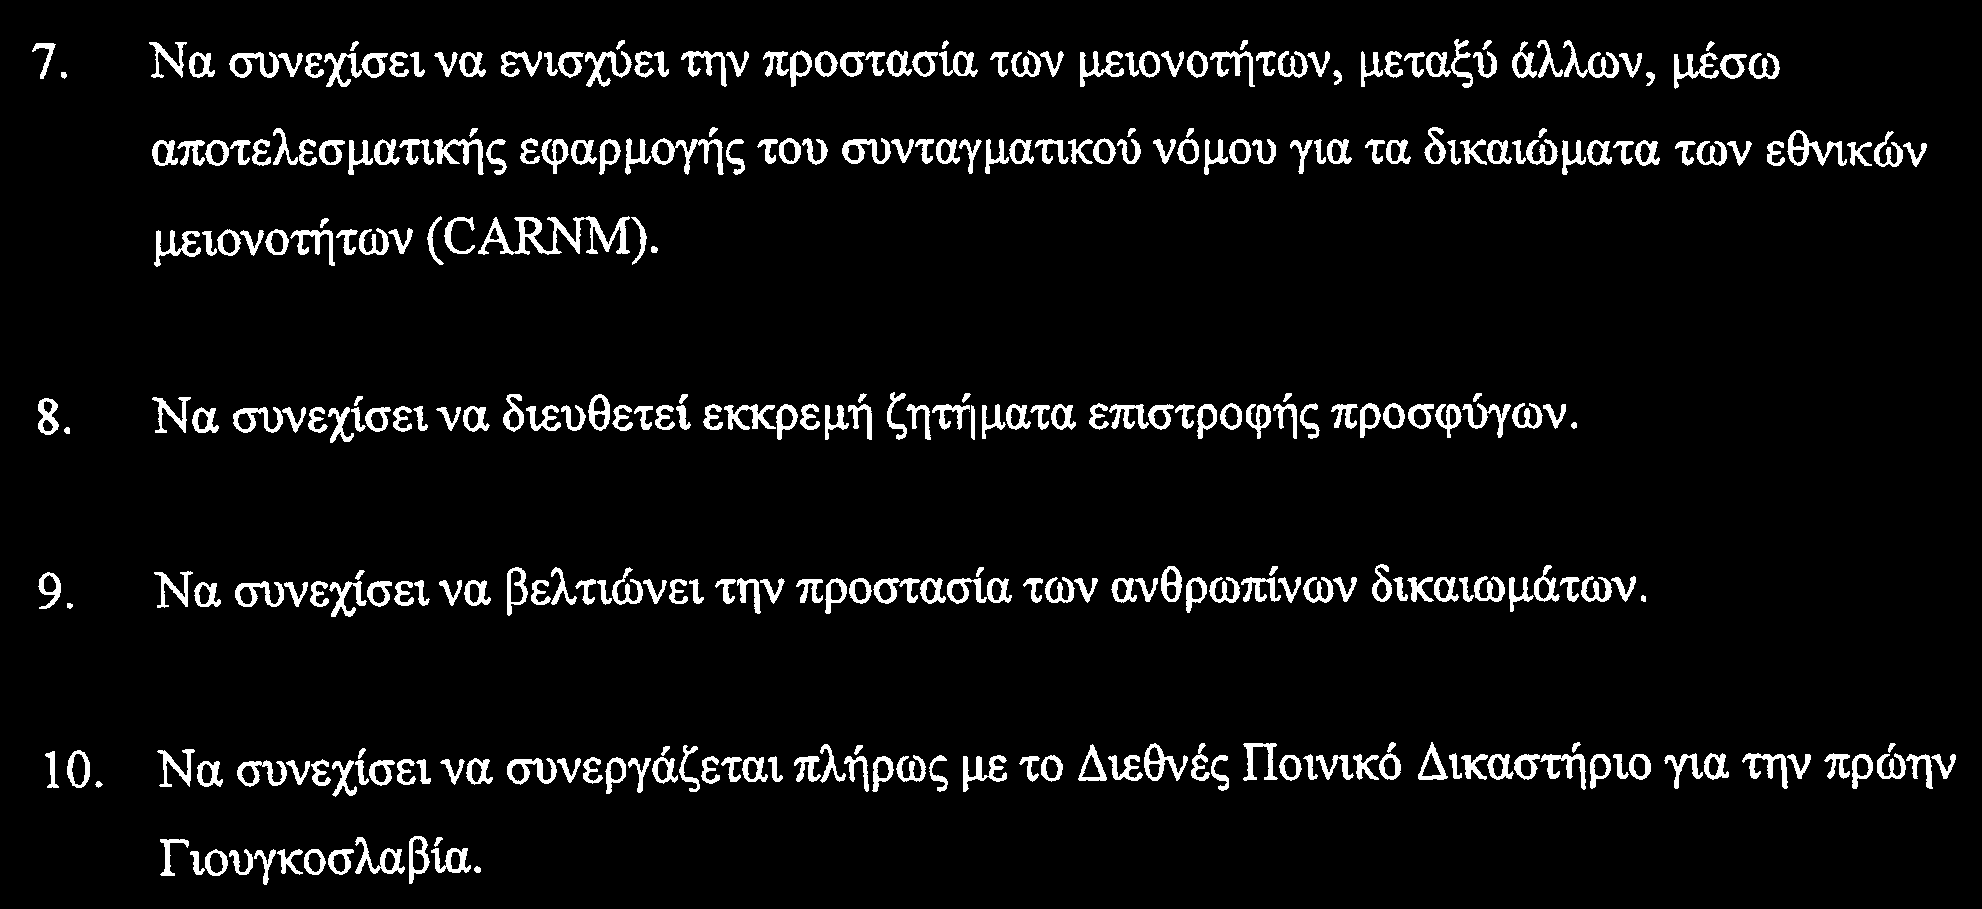 7. Να συνεχίσει να ενισχύει την προστασία των μειονοτήτων, μεταξύ άλλων, μέσω
αποτελεσματικής εφαρμογής του συνταγματικού νόμου για τα δικαιώματα των εθνικών
μειονοτήτων (CARNM).
8. Να συνεχίσει να διευθετεί εκκρεμή ζητήματα επιστροφής προσφύγων.
9. Να συνεχίσει να βελτιώνει την προστασία των ανθρωπίνων δικαιωμάτων.
10. Να συνεχίσει να συνεργάζεται πλήρως με το Διεθνές Ποινικό Δικαστήριο για την πρώην
Γιουγκοσλαβία.